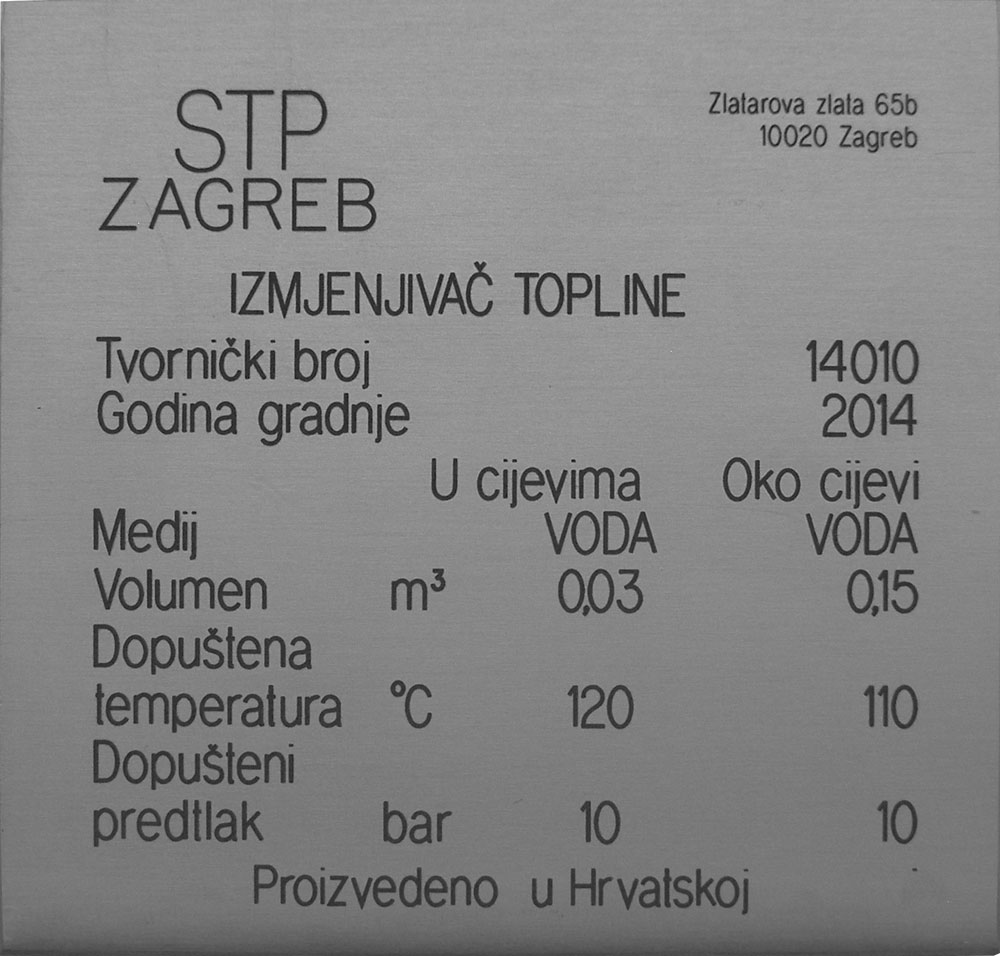 STP
ZAGREB
Zlatarova zlata 65b
10020 Zagreb
IZMJENJIVAČ TOPLINE
Tvornički broj 14010
Godina gradnje 2014
U cijevima Oko cijevi
Medij VODA VODA
Volumen m³ 0,03 0,15
Dopuštena
temperatura °C 120 110
Dopušteni
predtlak bar 10 10
Proizvedeno u Hrvatskoj